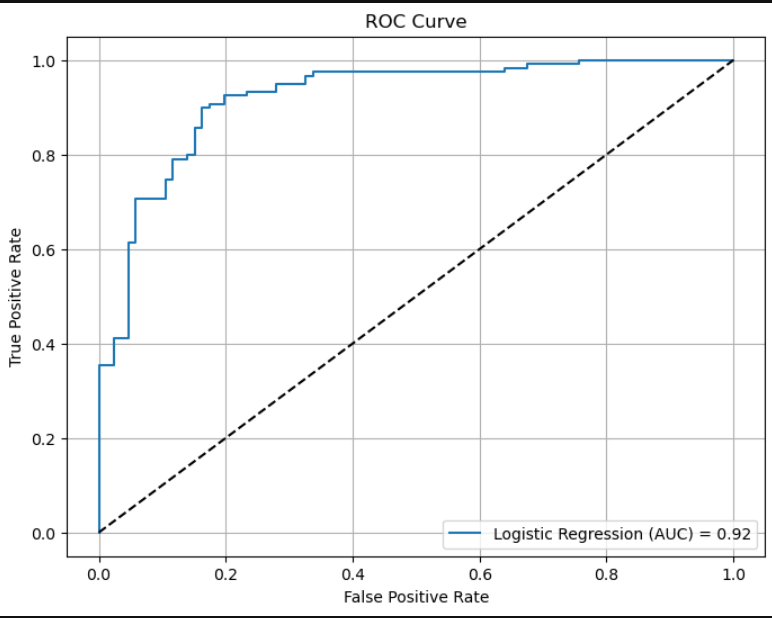 ROC Curve
True Positive Rate
1.0
0.8
0.6
0.4
0.2
0.0
Logistic Regression (AUC) = 0.92
0.0 0.2 0.4 0.6 0.8 1.0
False Positive Rate